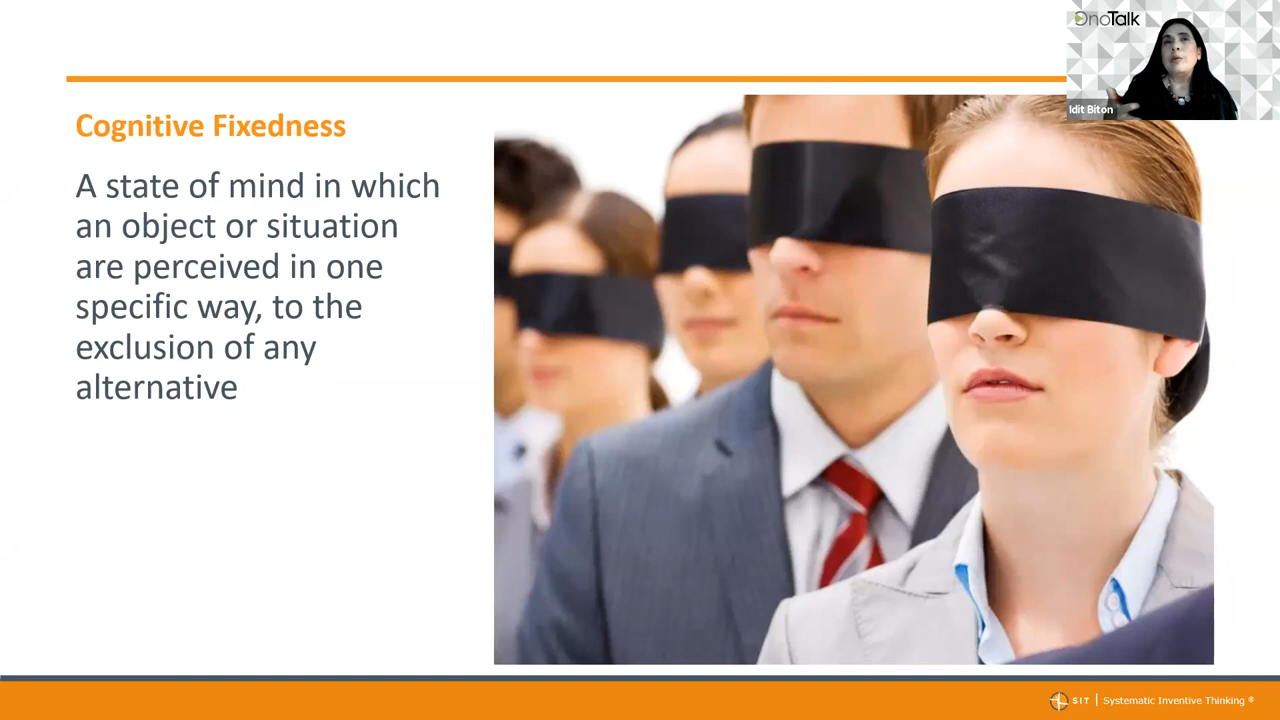 OnoTalk
Idit Biton
Cognitive Fixedness
A state of mind in which
an object or situation
are perceived in one
specific way, to the
exclusion of any
alternative
SIT | Systematic Inventive Thinking ®